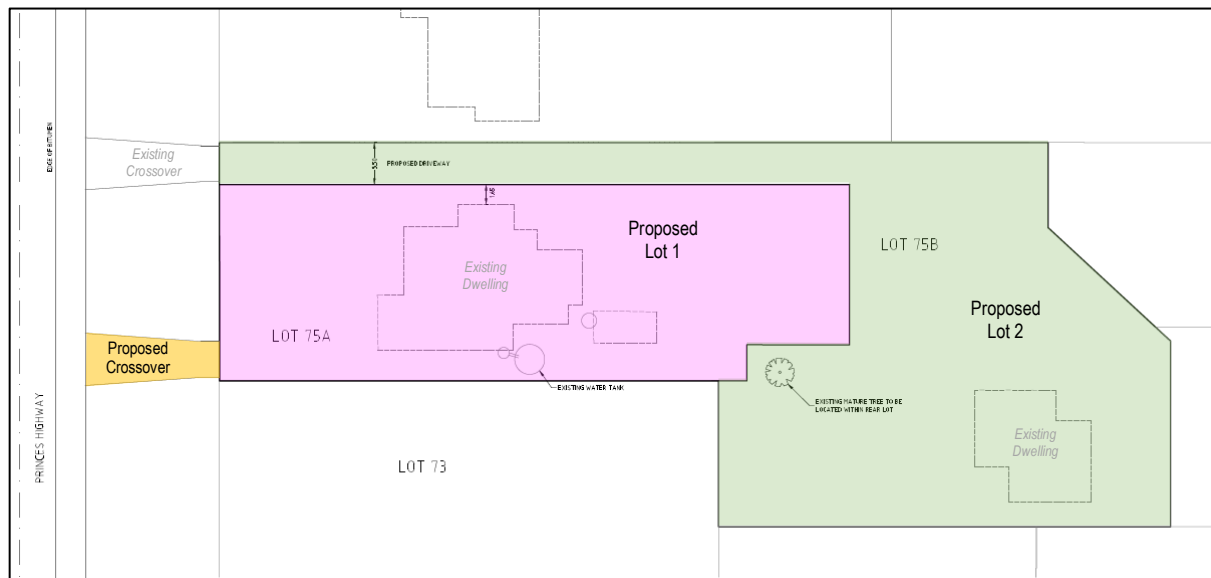 EDGE OF BITUMEN
Existing
Crossover
5.50
PROPOSED DRIVEWAY
Proposed
Lot 1
LOT 75B
Existing
Dwelling
Proposed
Lot 2
LOT 75A
Proposed
Crossover
EXISTING WATER TANK
EXISTING MATURE TREE TO BE
LOCATED WITHIN REAR LOT
Existing
Dwelling
PRINCES HIGHWAY
LOT 73